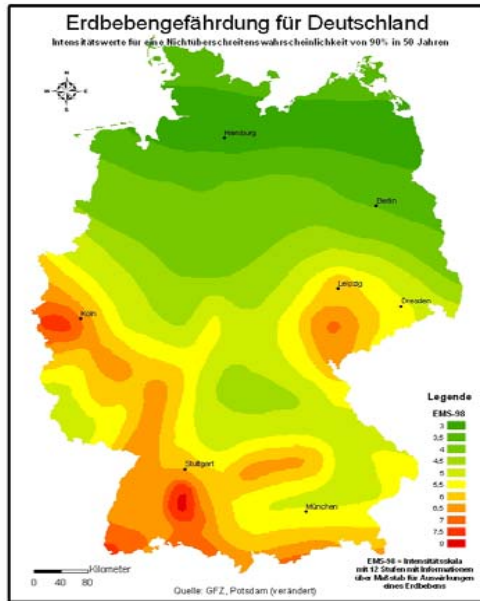 Erdbebengefährdung für Deutschland
Intensitätswerte für eine Nichtüberschreitenswahrscheinlichkeit von 90% in 50 Jahren
N
W
E
S
Hamburg
Berlin
Leipzig
Dresden
Köln
Stuttgart
München
Legende
EMS-98
3
3,5
4
4,5
5
5,5
6
6,5
7
7,5
8
EMS-98 = Intensitätsskala
mit 12 Stufen mit Informationen
über Maßstab für Auswirkungen
eines Erdbebens
Kilometer
0 20 40 80
Quelle: GFZ, Potsdam (verändert)